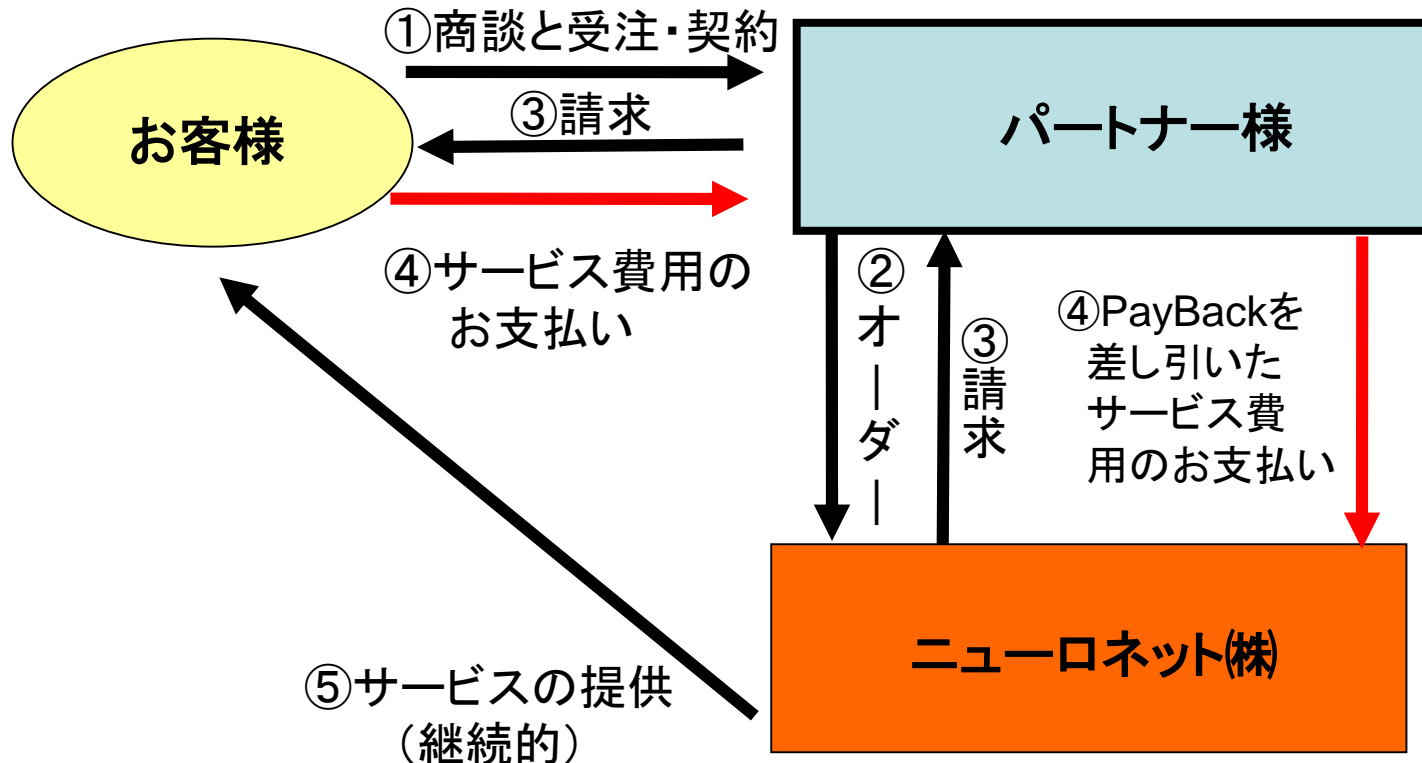 ①商談と受注・契約
お客様
③請求
パートナー様
④サービス費用の
お支払い
②オーダー
③請求
④PayBackを
差し引いた
サービス費
用のお支払い
ニューロネット㈱
⑤サービスの提供
（継続的）